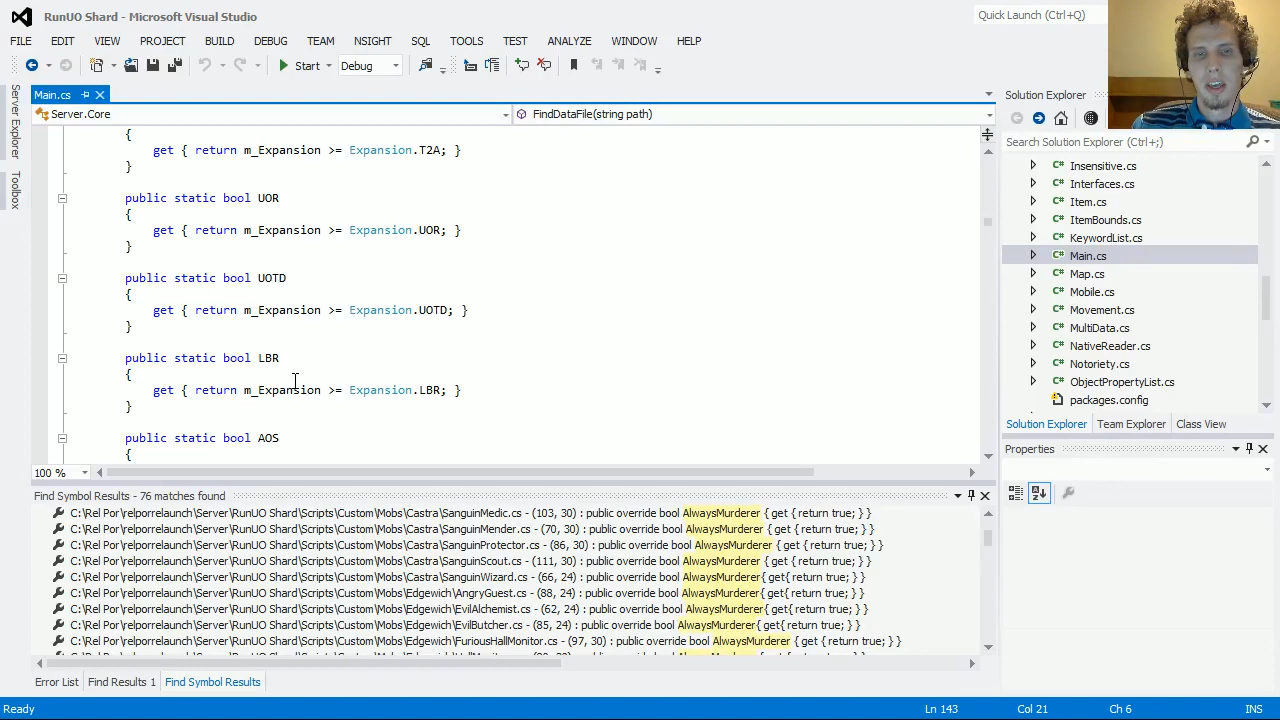 RunUO Shard - Microsoft Visual Studio
Quick Launch (Ctrl+Q)
FILE EDIT VIEW PROJECT BUILD DEBUG TEAM NSIGHT SQL TOOLS TEST ANALYZE WINDOW HELP
Start Debug
Server Explorer
Toolbox
Main.cs
Server.Core
FindDataFile(string path)
{
get { return m_Expansion >= Expansion.T2A; }
}
public static bool UOR
{
get { return m_Expansion >= Expansion.UOR; }
}
public static bool UOTD
{
get { return m_Expansion >= Expansion.UOTD; }
}
public static bool LBR
{
get { return m_Expansion >= Expansion.LBR; }
}
public static bool AOS
{
100 %
Find Symbol Results - 76 matches found
C:\Rel Por\relporrelaunch\Server\RunUO Shard\Scripts\Custom\Mobs\Castra\SanguinMedic.cs - (103, 30) : public override bool AlwaysMurderer { get { return true; } }
C:\Rel Por\relporrelaunch\Server\RunUO Shard\Scripts\Custom\Mobs\Castra\SanguinMender.cs - (70, 30) : public override bool AlwaysMurderer { get { return true; } }
C:\Rel Por\relporrelaunch\Server\RunUO Shard\Scripts\Custom\Mobs\Castra\SanguinProtector.cs - (86, 30) : public override bool AlwaysMurderer { get { return true; } }
C:\Rel Por\relporrelaunch\Server\RunUO Shard\Scripts\Custom\Mobs\Castra\SanguinScout.cs - (111, 30) : public override bool AlwaysMurderer { get { return true; } }
C:\Rel Por\relporrelaunch\Server\RunUO Shard\Scripts\Custom\Mobs\Castra\SanguinWizard.cs - (66, 24) : public override bool AlwaysMurderer{ get{ return true; } }
C:\Rel Por\relporrelaunch\Server\RunUO Shard\Scripts\Custom\Mobs\Edgewich\AngryGuest.cs - (88, 24) : public override bool AlwaysMurderer{ get{ return true; } }
C:\Rel Por\relporrelaunch\Server\RunUO Shard\Scripts\Custom\Mobs\Edgewich\EvilAlchemist.cs - (62, 24) : public override bool AlwaysMurderer{ get{ return true; } }
C:\Rel Por\relporrelaunch\Server\RunUO Shard\Scripts\Custom\Mobs\Edgewich\EvilButcher.cs - (85, 24) : public override bool AlwaysMurderer{ get{ return true; } }
C:\Rel Por\relporrelaunch\Server\RunUO Shard\Scripts\Custom\Mobs\Edgewich\FuriousHallMonitor.cs - (97, 30) : public override bool AlwaysMurderer { get { return true; } }
Error List Find Results 1 Find Symbol Results
Solution Explorer
Search Solution Explorer (Ctrl+;)
Insensitive.cs
Interfaces.cs
Item.cs
ItemBounds.cs
KeywordList.cs
Main.cs
Map.cs
Mobile.cs
Movement.cs
MultiData.cs
NativeReader.cs
Notoriety.cs
ObjectPropertyList.cs
packages.config
Solution Explorer Team Explorer Class View
Properties
Ready
Ln 143 Col 21 Ch 6 INS